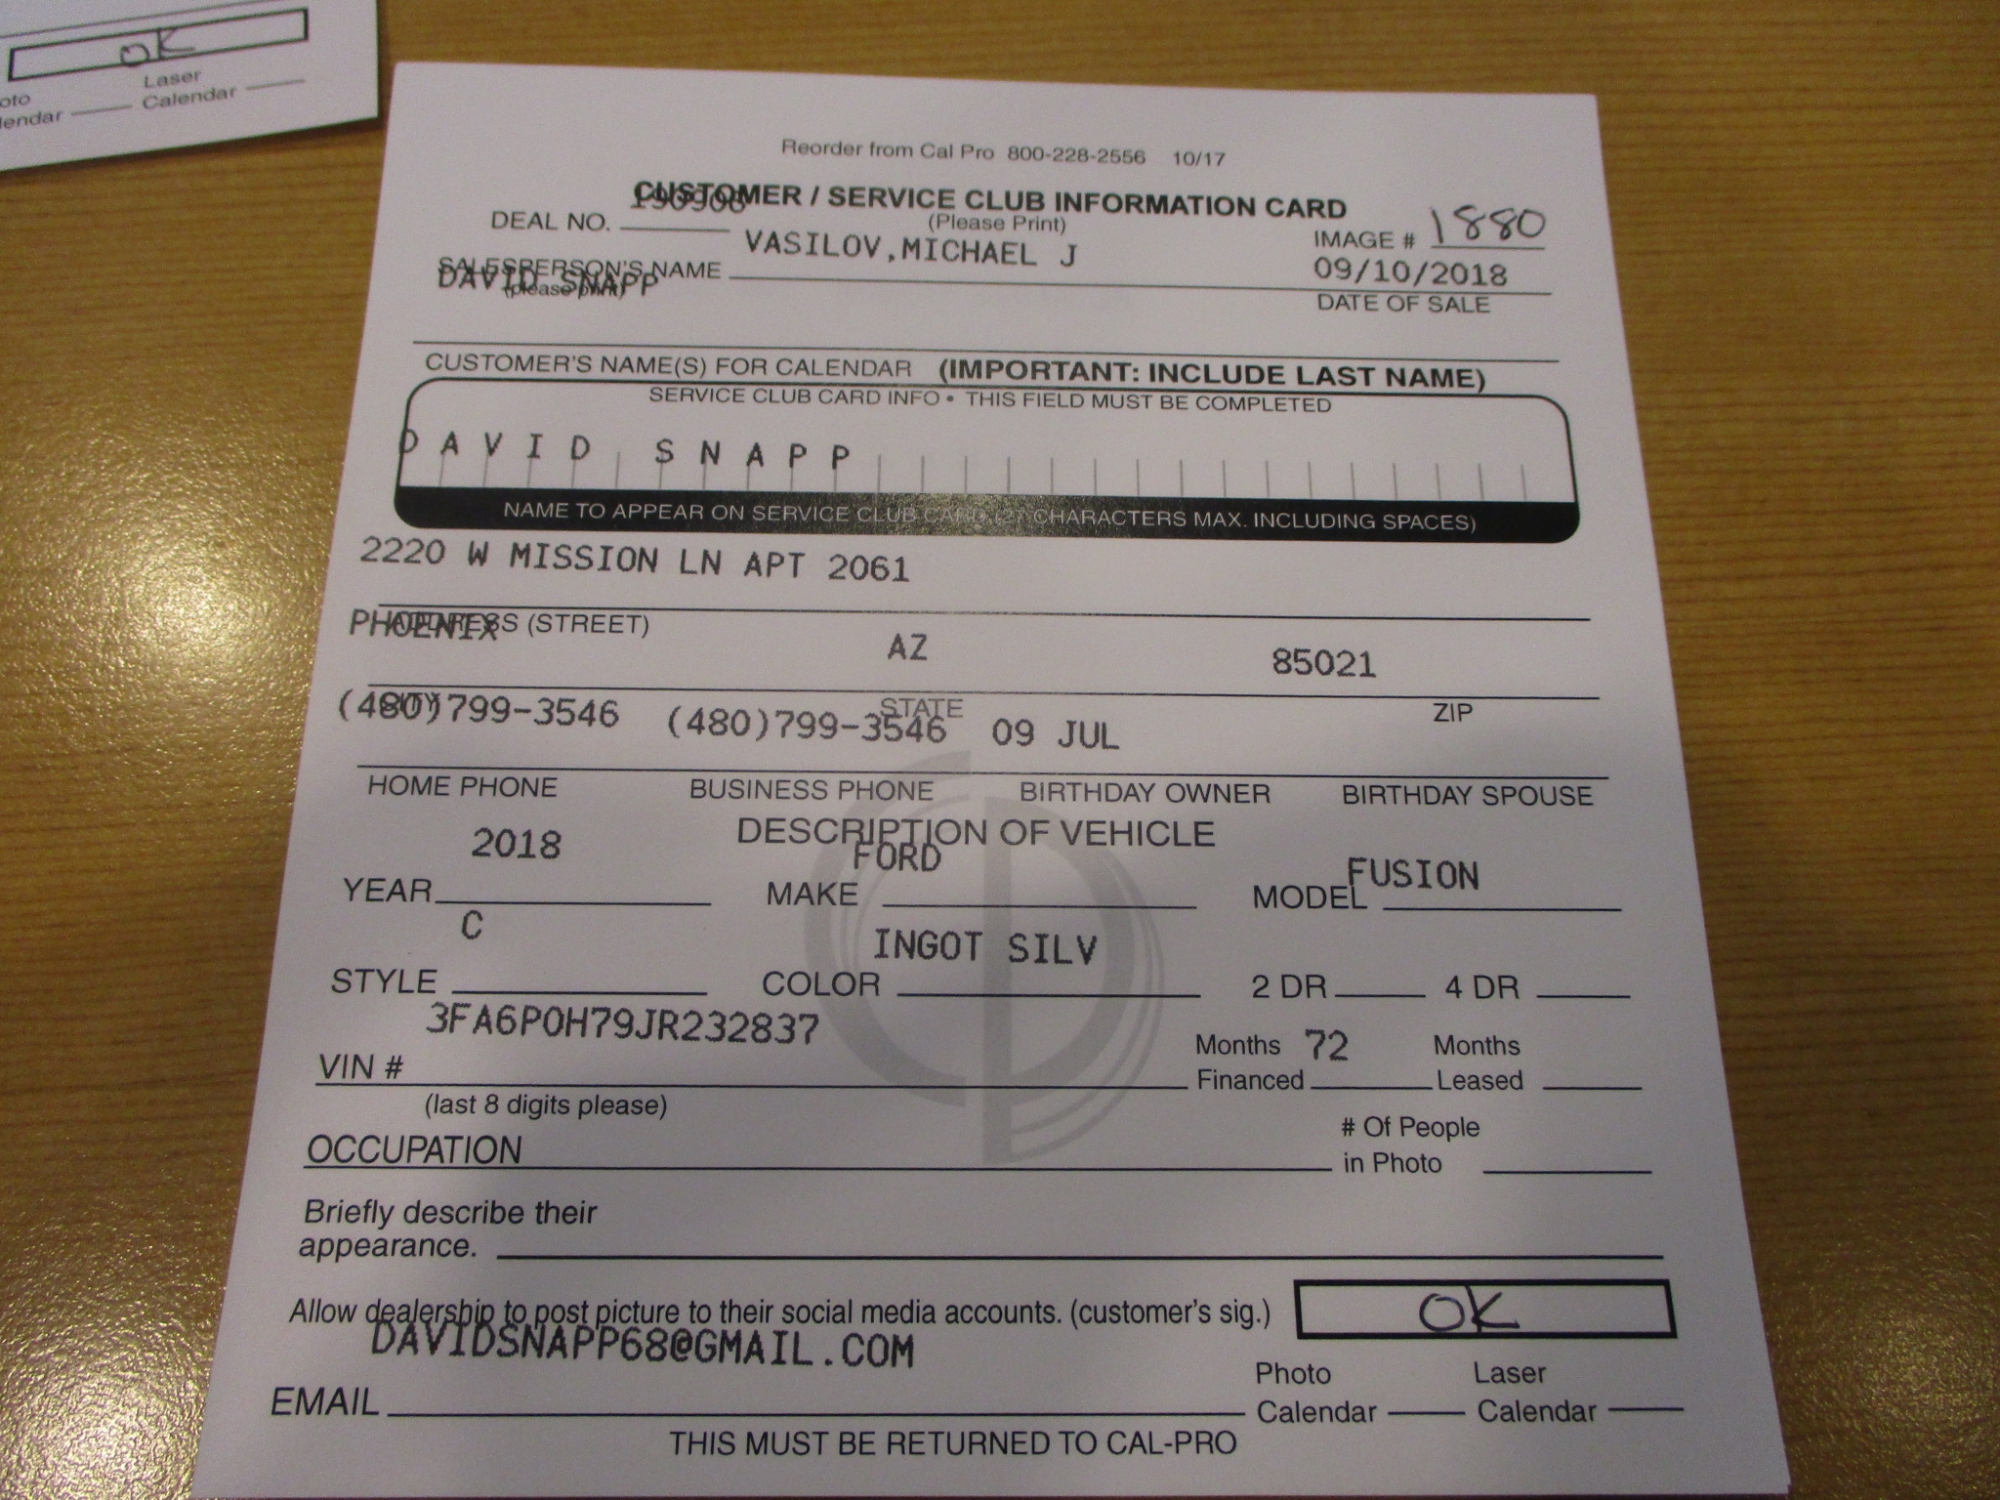 OK
Laser
Calendar
Reorder from Cal Pro 800-228-2556 10/17
CUSTOMER / SERVICE CLUB INFORMATION CARD
190906
DEAL NO.
(Please Print)
IMAGE # 1880
VASILOV,MICHAEL J
09/10/2018
SALESPERSON'S NAME
(please print)
DATE OF SALE
DAVID SNAPP
CUSTOMER'S NAME(S) FOR CALENDAR (IMPORTANT: INCLUDE LAST NAME)
SERVICE CLUB CARD INFO • THIS FIELD MUST BE COMPLETED
DAVID SNAPP
NAME TO APPEAR ON SERVICE CLUB CARD (27 CHARACTERS MAX. INCLUDING SPACES)
2220 W MISSION LN APT 2061
ADDRESS (STREET)
PHOENIX AZ 85021
CITY STATE ZIP
(480)799-3546 (480)799-3546 09 JUL
HOME PHONE BUSINESS PHONE BIRTHDAY OWNER BIRTHDAY SPOUSE
DESCRIPTION OF VEHICLE
2018 FORD FUSION
YEAR MAKE MODEL
C INGOT SILV
STYLE COLOR 2 DR 4 DR
3FA6P0H79JR232837
VIN #
(last 8 digits please)
Months 72 Months
Financed Leased
OCCUPATION
# Of People
in Photo
Briefly describe their
appearance.
Allow dealership to post picture to their social media accounts. (customer's sig.) OK
DAVIDSNAPP68@GMAIL.COM
EMAIL
Photo Laser
Calendar Calendar
THIS MUST BE RETURNED TO CAL-PRO